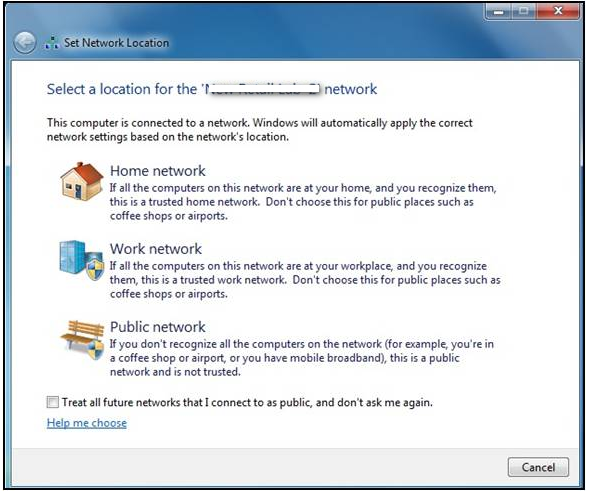 Set Network Location
Select a location for the ' network
This computer is connected to a network. Windows will automatically apply the correct
network settings based on the network's location.
Home network
If all the computers on this network are at your home, and you recognize them,
this is a trusted home network. Don't choose this for public places such as
coffee shops or airports.
Work network
If all the computers on this network are at your workplace, and you recognize
them, this is a trusted work network. Don't choose this for public places such as
coffee shops or airports.
Public network
If you don't recognize all the computers on the network (for example, you're in
a coffee shop or airport, or you have mobile broadband), this is a public
network and is not trusted.
Treat all future networks that I connect to as public, and don't ask me again.
Help me choose
Cancel